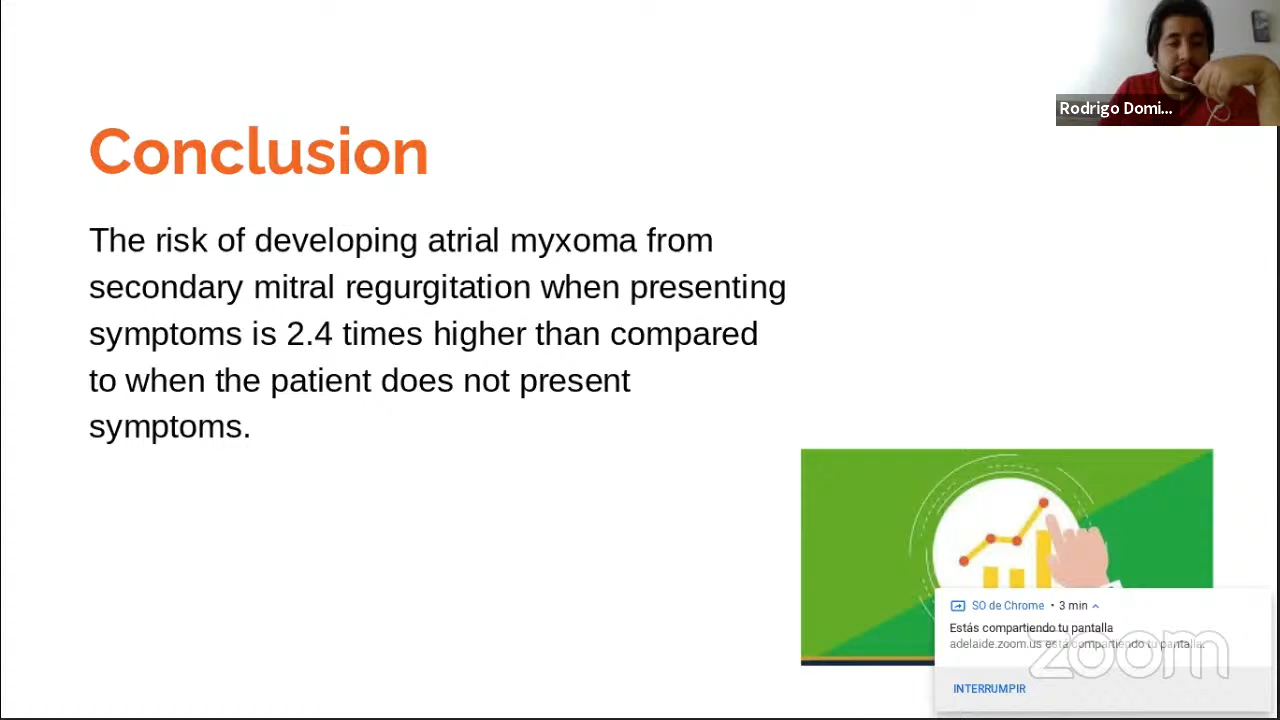 Rodrigo Domi...
Conclusion
The risk of developing atrial myxoma from
secondary mitral regurgitation when presenting
symptoms is 2.4 times higher than compared
to when the patient does not present
symptoms.
SO de Chrome • 3 min
Estás compartiendo tu pantalla
adelaide.zoom.us está compartiendo tu pantalla.
zoom
INTERRUMPIR